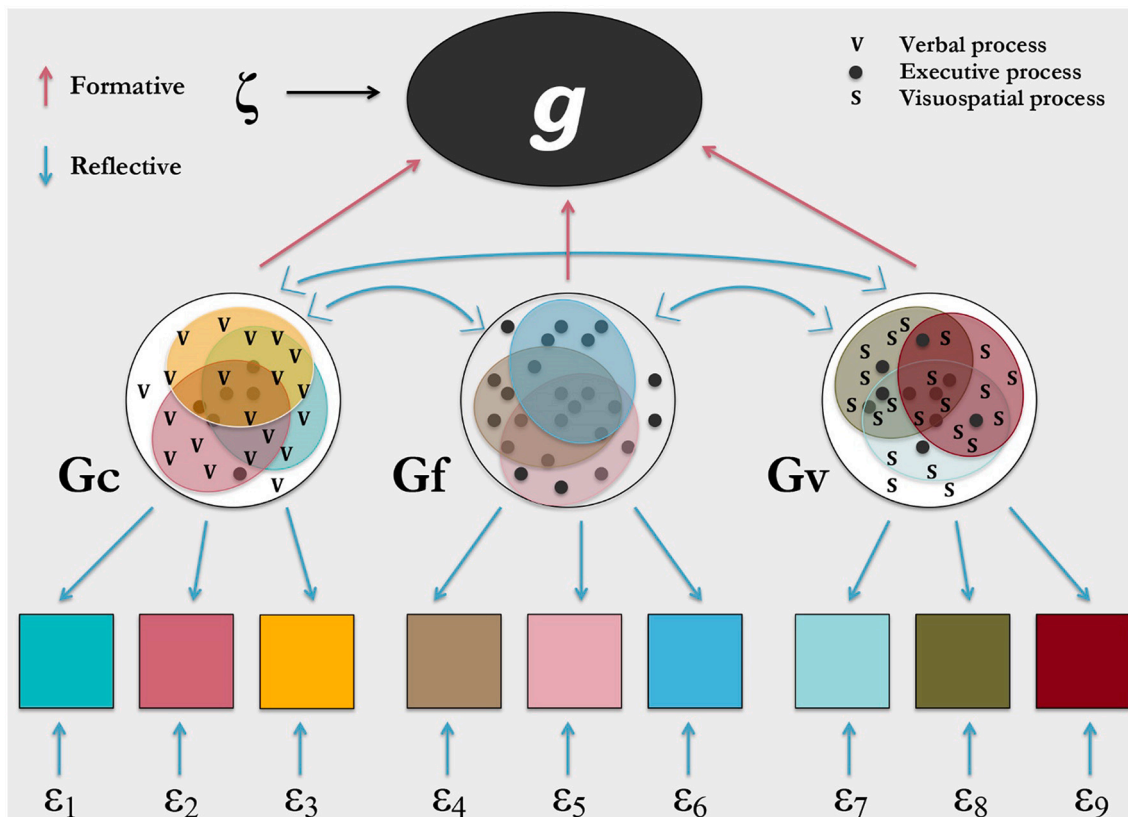 Formative
Reflective
ζ
g
V Verbal process
● Executive process
S Visuospatial process
Gc
V V V V V V V V V V V V V V V V V V V
Gf
Gv
S S S S S S S S S S S S S S S S S S S
ε1 ε2 ε3 ε4 ε5 ε6 ε7 ε8 ε9